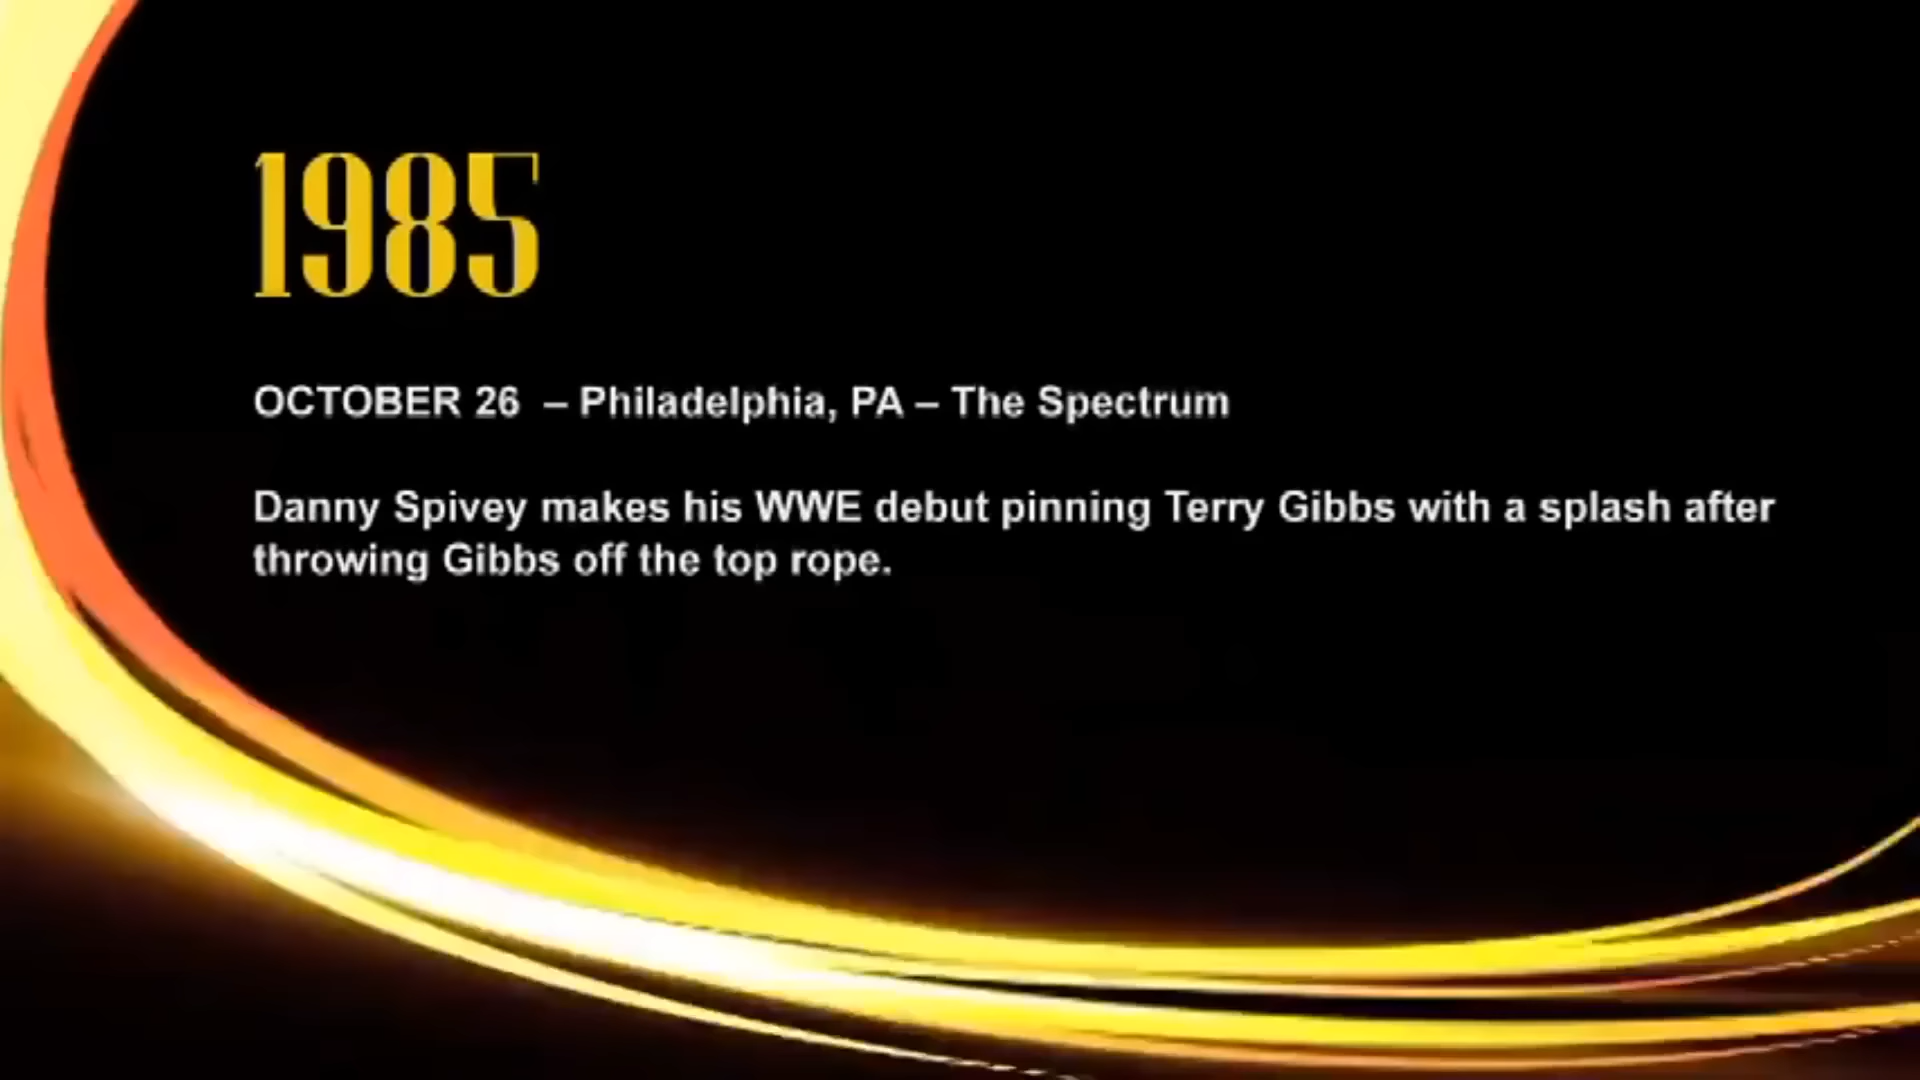 1985
OCTOBER 26 – Philadelphia, PA – The Spectrum
Danny Spivey makes his WWE debut pinning Terry Gibbs with a splash after
throwing Gibbs off the top rope.